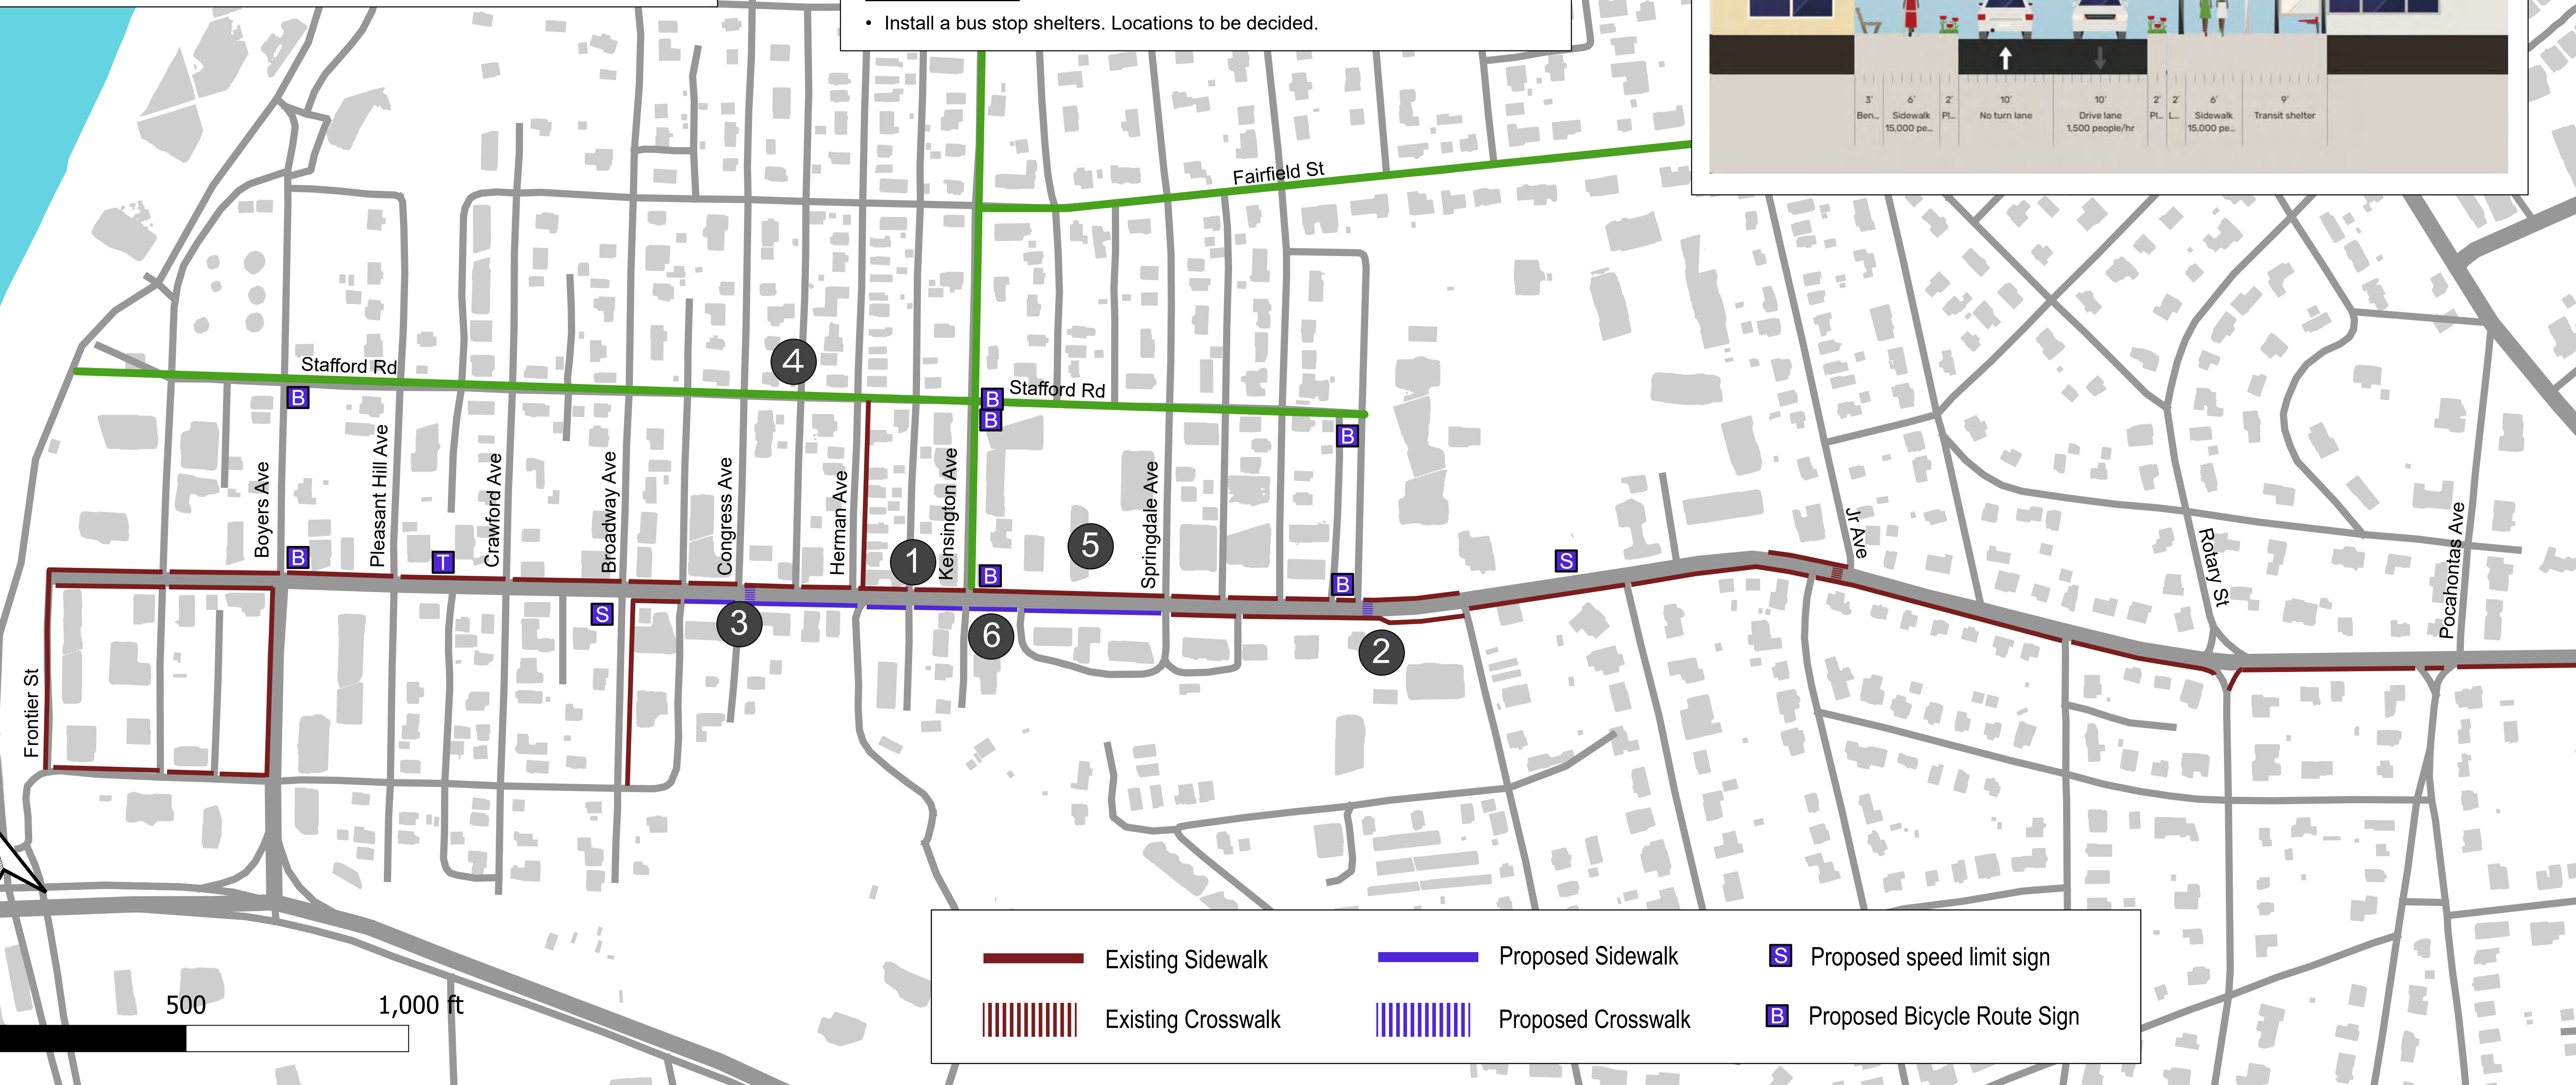 • Install a bus stop shelters. Locations to be decided.
3'
6'
2'
10'
10'
2'
2'
6'
9'
Ben...
Sidewalk
Pl...
No turn lane
Drive lane
Pl...
L...
Sidewalk
Transit shelter
15,000 pe...
1,500 people/hr
15,000 pe...
Fairfield St
Stafford Rd
4
B
B
Stafford Rd
B
B
Boyers Ave
Pleasant Hill Ave
Crawford Ave
Broadway Ave
Congress Ave
Herman Ave
Kensington Ave
Springdale Ave
Jr Ave
Rotary St
Pocahontas Ave
B
T
1
5
B
B
S
S
3
6
2
Frontier St
500
1,000 ft
Existing Sidewalk
Proposed Sidewalk
S Proposed speed limit sign
Existing Crosswalk
Proposed Crosswalk
B Proposed Bicycle Route Sign